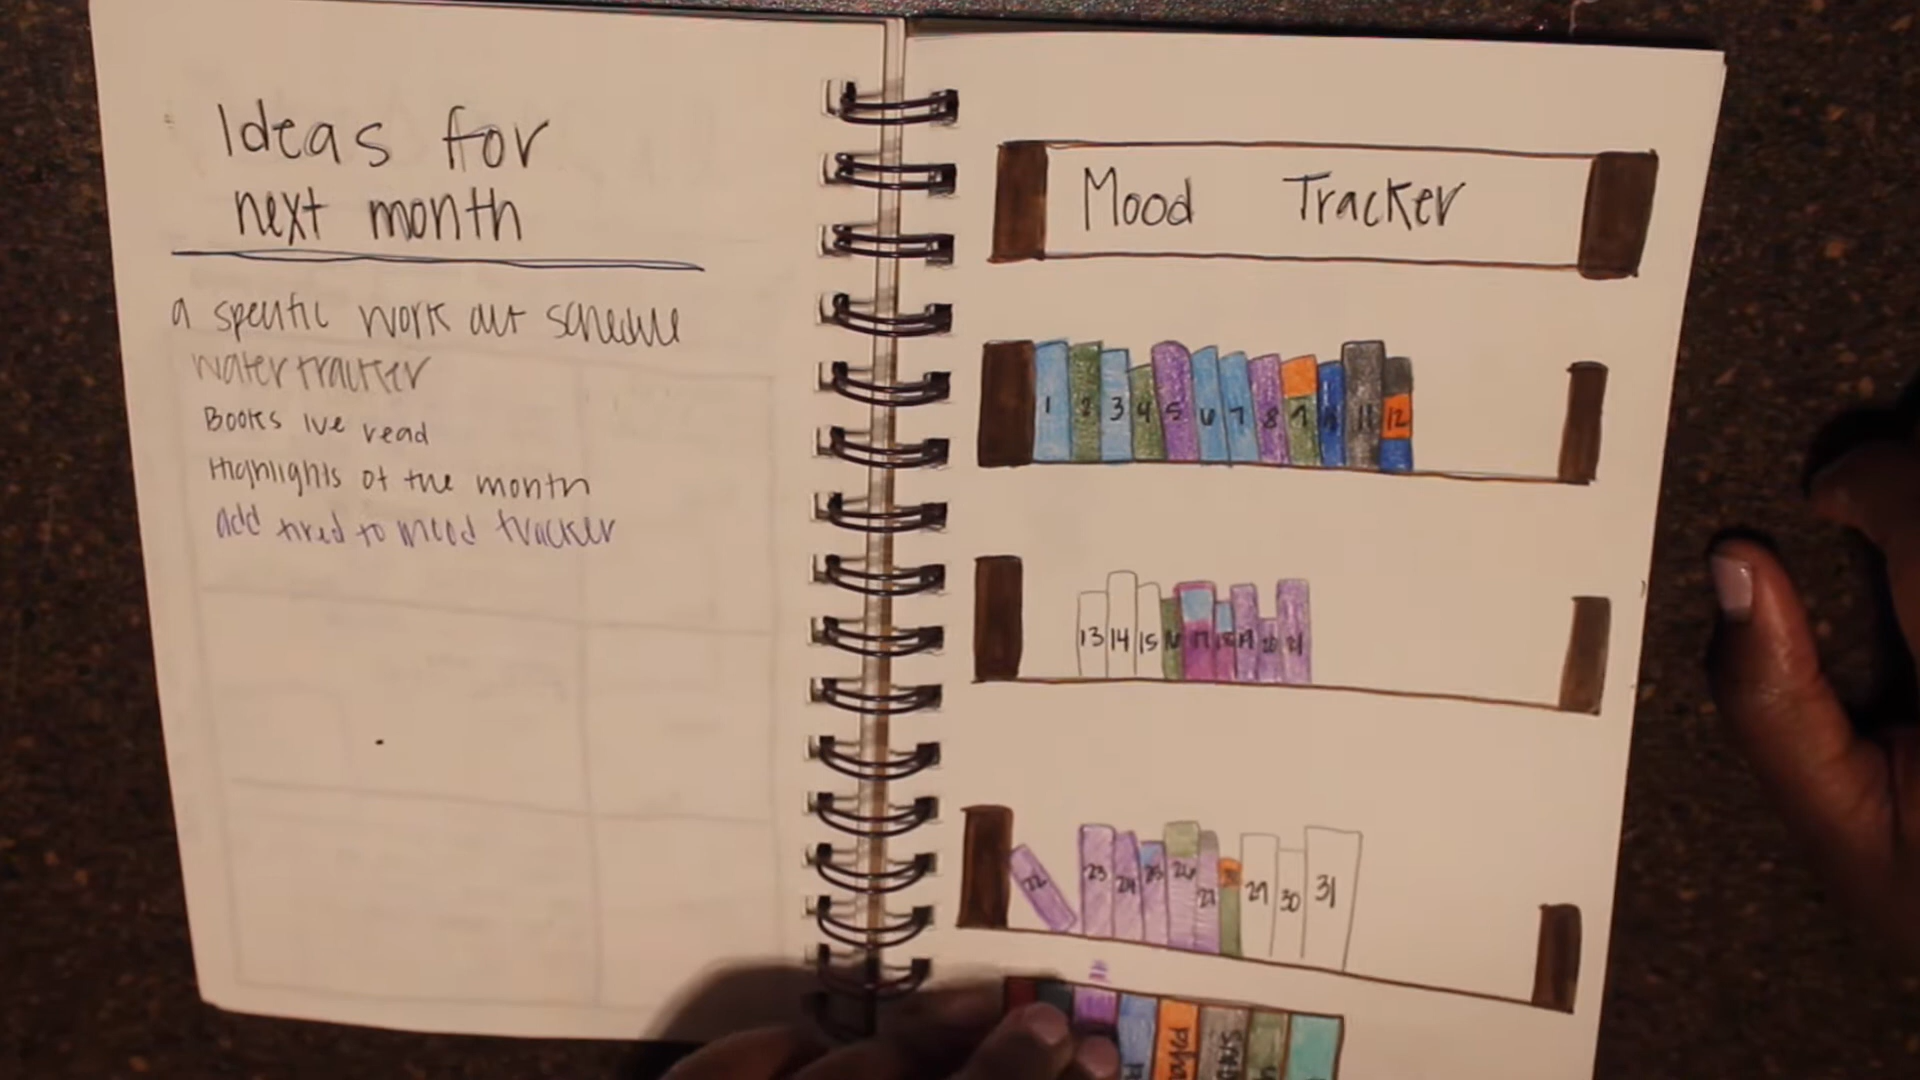 Ideas for
next month
a specific work out schedule
water tracker
Books Ive read
Highlights of the month
add tired to mood tracker
Mood Tracker
1 2 3 4 5 6 7 8 9 10 11 12
13 14 15 16 17 18 19 20 21
22 23 24 25 26 27 28 29 30 31